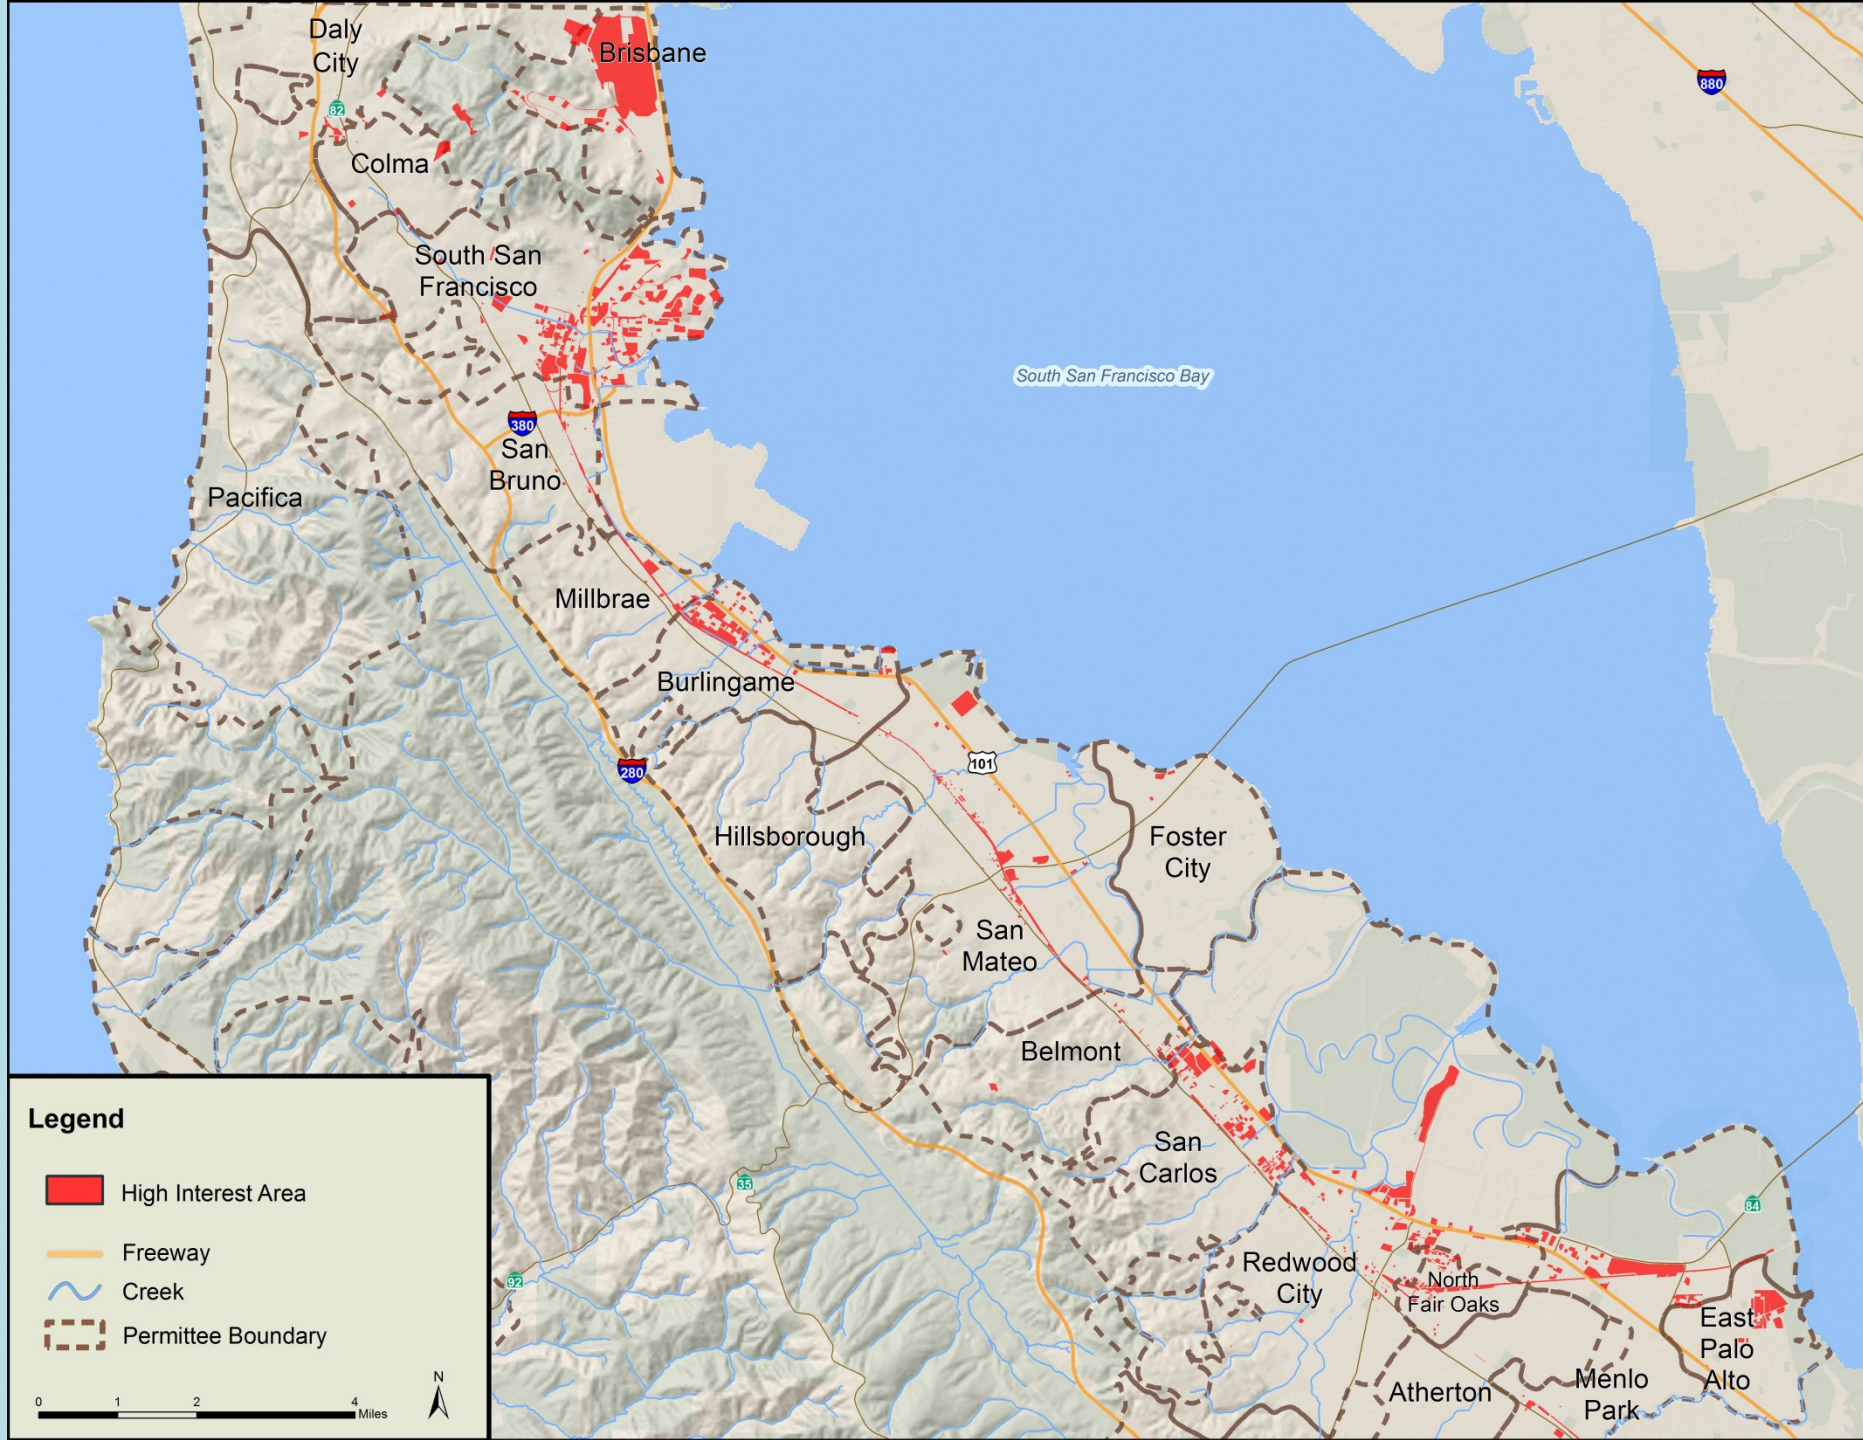 Daly
City
Brisbane
880
82
Colma
South San
Francisco
South San Francisco Bay
380
San
Bruno
Pacifica
Millbrae
Burlingame
280
101
Hillsborough
Foster
City
San
Mateo
Belmont
San
Carlos
35
84
92
Redwood
City
North
Fair Oaks
East
Palo
Alto
Atherton
Menlo
Park
Legend
High Interest Area
Freeway
Creek
Permittee Boundary
N
0 1 2 4
Miles